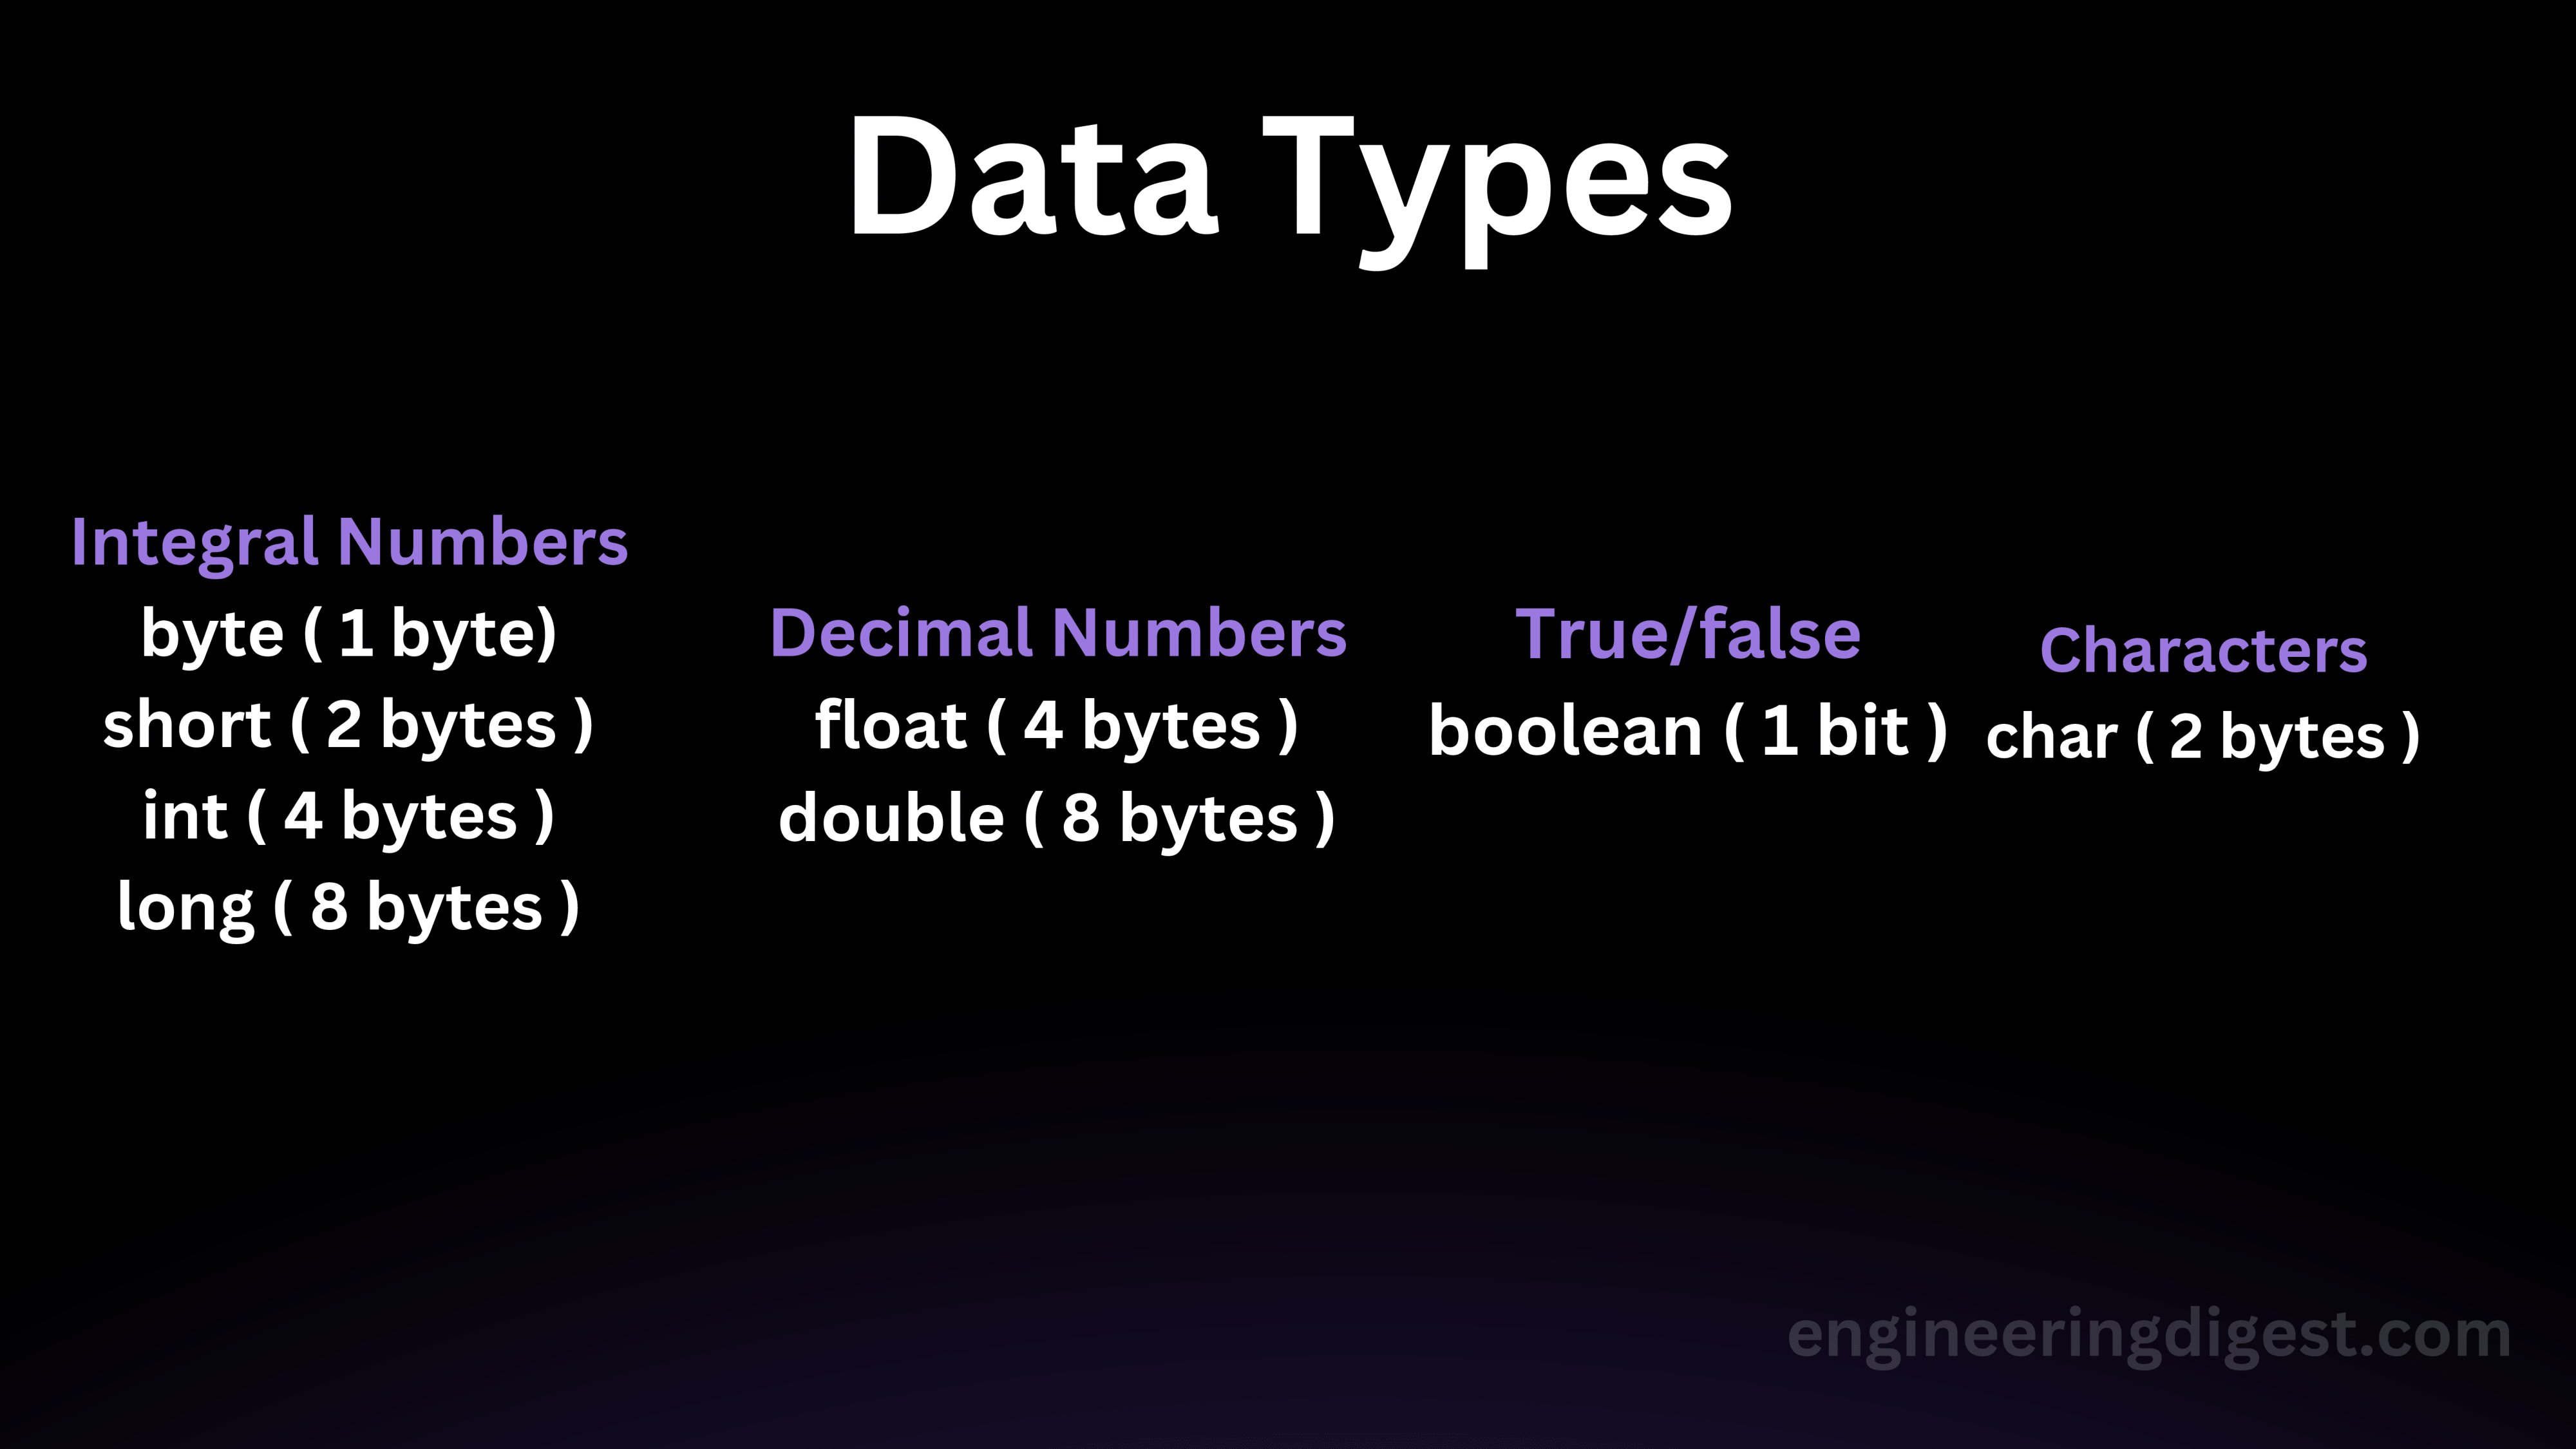 Data Types
Integral Numbers
byte ( 1 byte)
short ( 2 bytes )
int ( 4 bytes )
long ( 8 bytes )
Decimal Numbers
float ( 4 bytes )
double ( 8 bytes )
True/false
boolean ( 1 bit )
Characters
char ( 2 bytes )
engineeringdigest.com